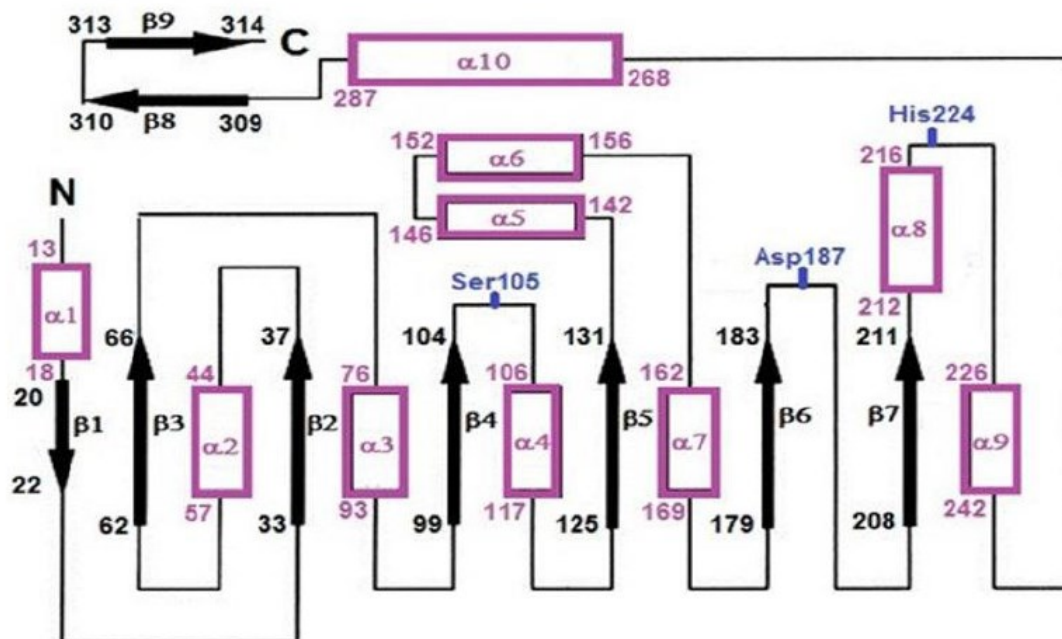 313 β9 314 C
α10
287 268
310 β8 309
His224
152 α6 156
216
N
146 α5 142
α8
13
Asp187
Ser105
α1
212
66 37 104 131 183 211
18
20
44 76 106 162 226
β1 β3 α2 β2 α3 β4 α4 β5 α7 β6 β7 α9
22
57 93 117 169 242
62 33 99 125 179 208